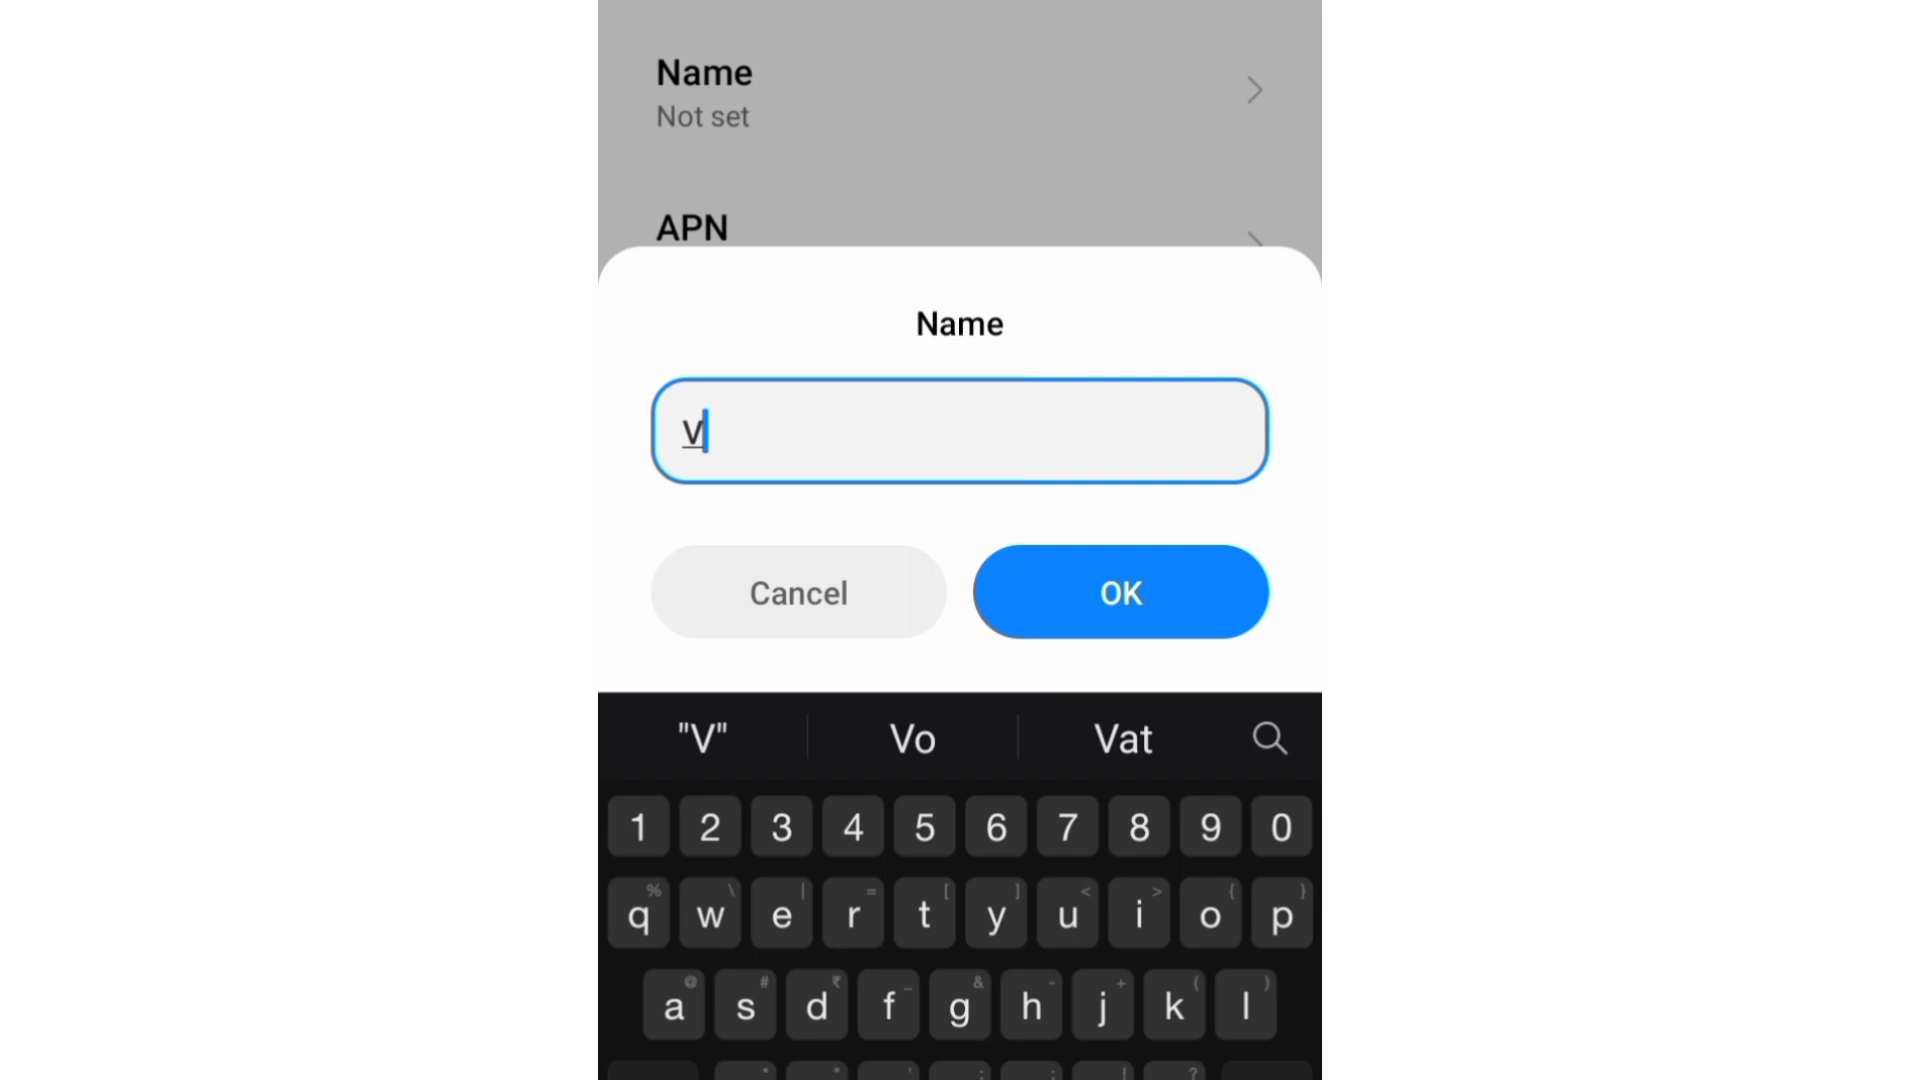 Name
Not set
APN
Name
V
Cancel OK
"V" Vo Vat
1 2 3 4 5 6 7 8 9 0
% \ | = [ ] < > { }
q w e r t y u i o p
@ # ₹ _ & - + ( )
a s d f g h j k l
* " ' : ; ! ?